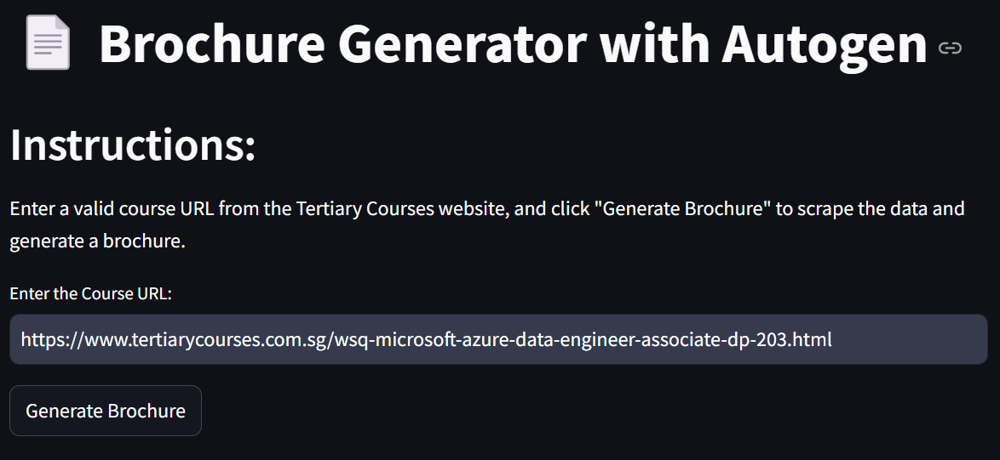 Brochure Generator with Autogen
Instructions:
Enter a valid course URL from the Tertiary Courses website, and click "Generate Brochure" to scrape the data and
generate a brochure.
Enter the Course URL:
https://www.tertiarycourses.com.sg/wsq-microsoft-azure-data-engineer-associate-dp-203.html
Generate Brochure